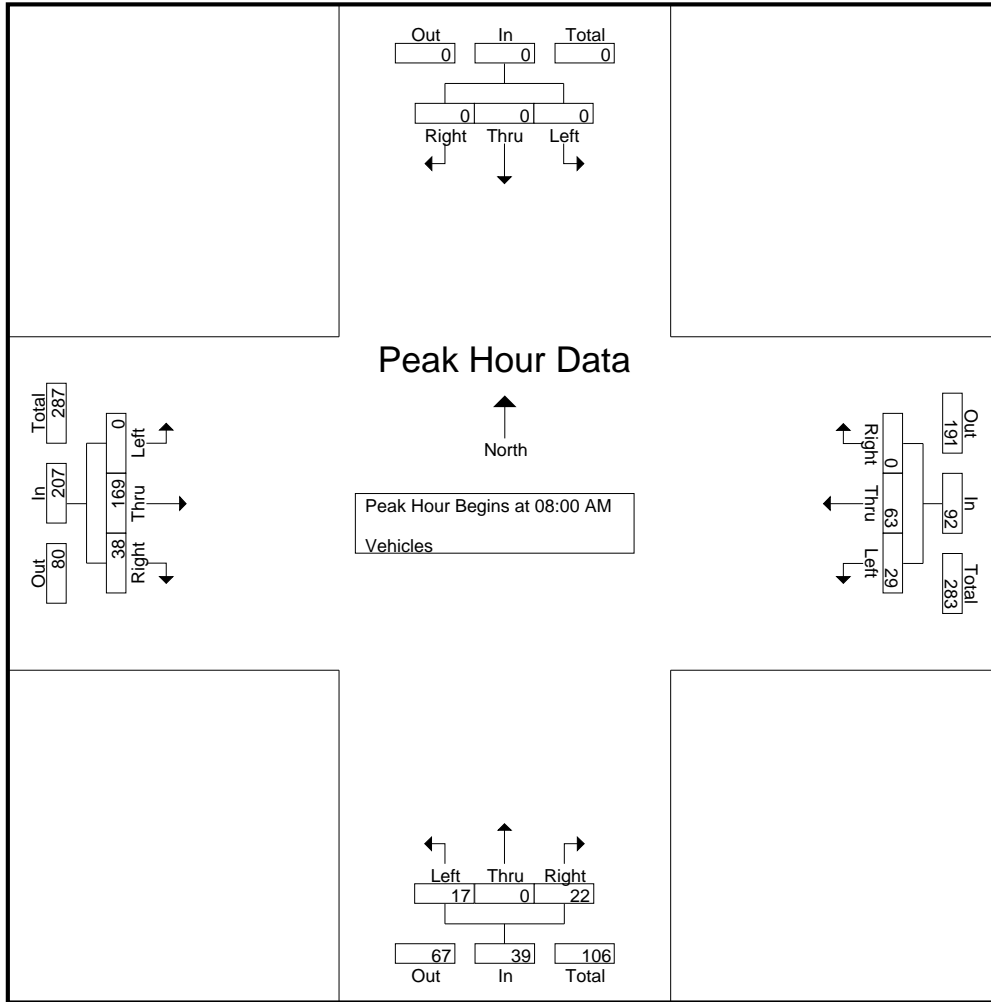 Out In Total
0 0 0
0 0 0
Right Thru Left
Peak Hour Data
North
Peak Hour Begins at 08:00 AM
Vehicles
Total In Out
287 207 80
0 169 38
Left Thru Right
Right Thru Left
0 63 29
191 92 283
Out In Total
Left Thru Right
17 0 22
67 39 106
Out In Total